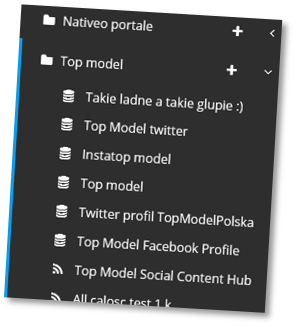 Nativeo portale
Top model
Takie ladne a takie glupie :)
Top Model twitter
Instatop model
Top model
Twitter profil TopModelPolska
Top Model Facebook Profile
Top Model Social Content Hub
All calosc test 1 k